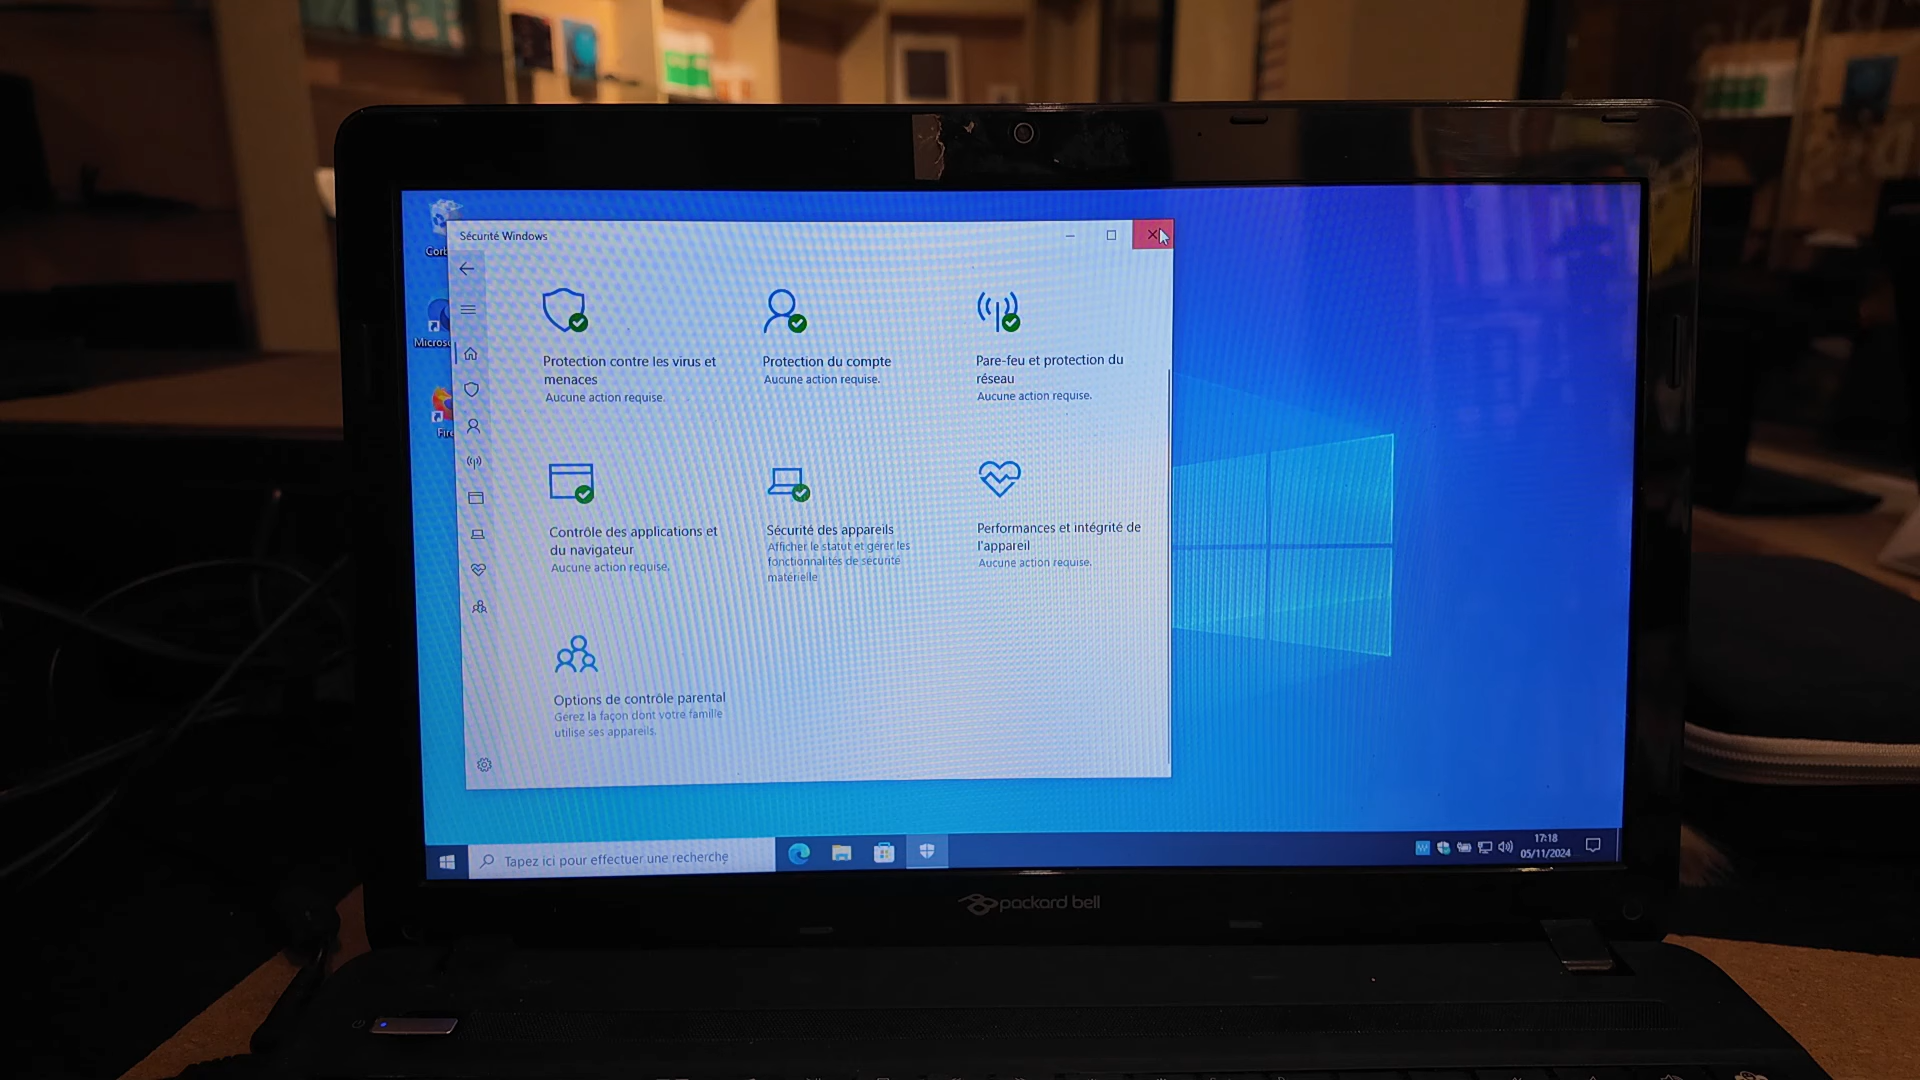 Sécurité Windows
Protection contre les virus et
menaces
Aucune action requise.
Protection du compte
Aucune action requise.
Pare-feu et protection du
réseau
Aucune action requise.
Contrôle des applications et
du navigateur
Aucune action requise.
Sécurité des appareils
Afficher le statut et gérer les
fonctionnalités de sécurité
matérielle
Performances et intégrité de
l'appareil
Aucune action requise.
Options de contrôle parental
Gérez la façon dont votre famille
utilise ses appareils.
Tapez ici pour effectuer une recherche
17:18
05/11/2024
packard bell